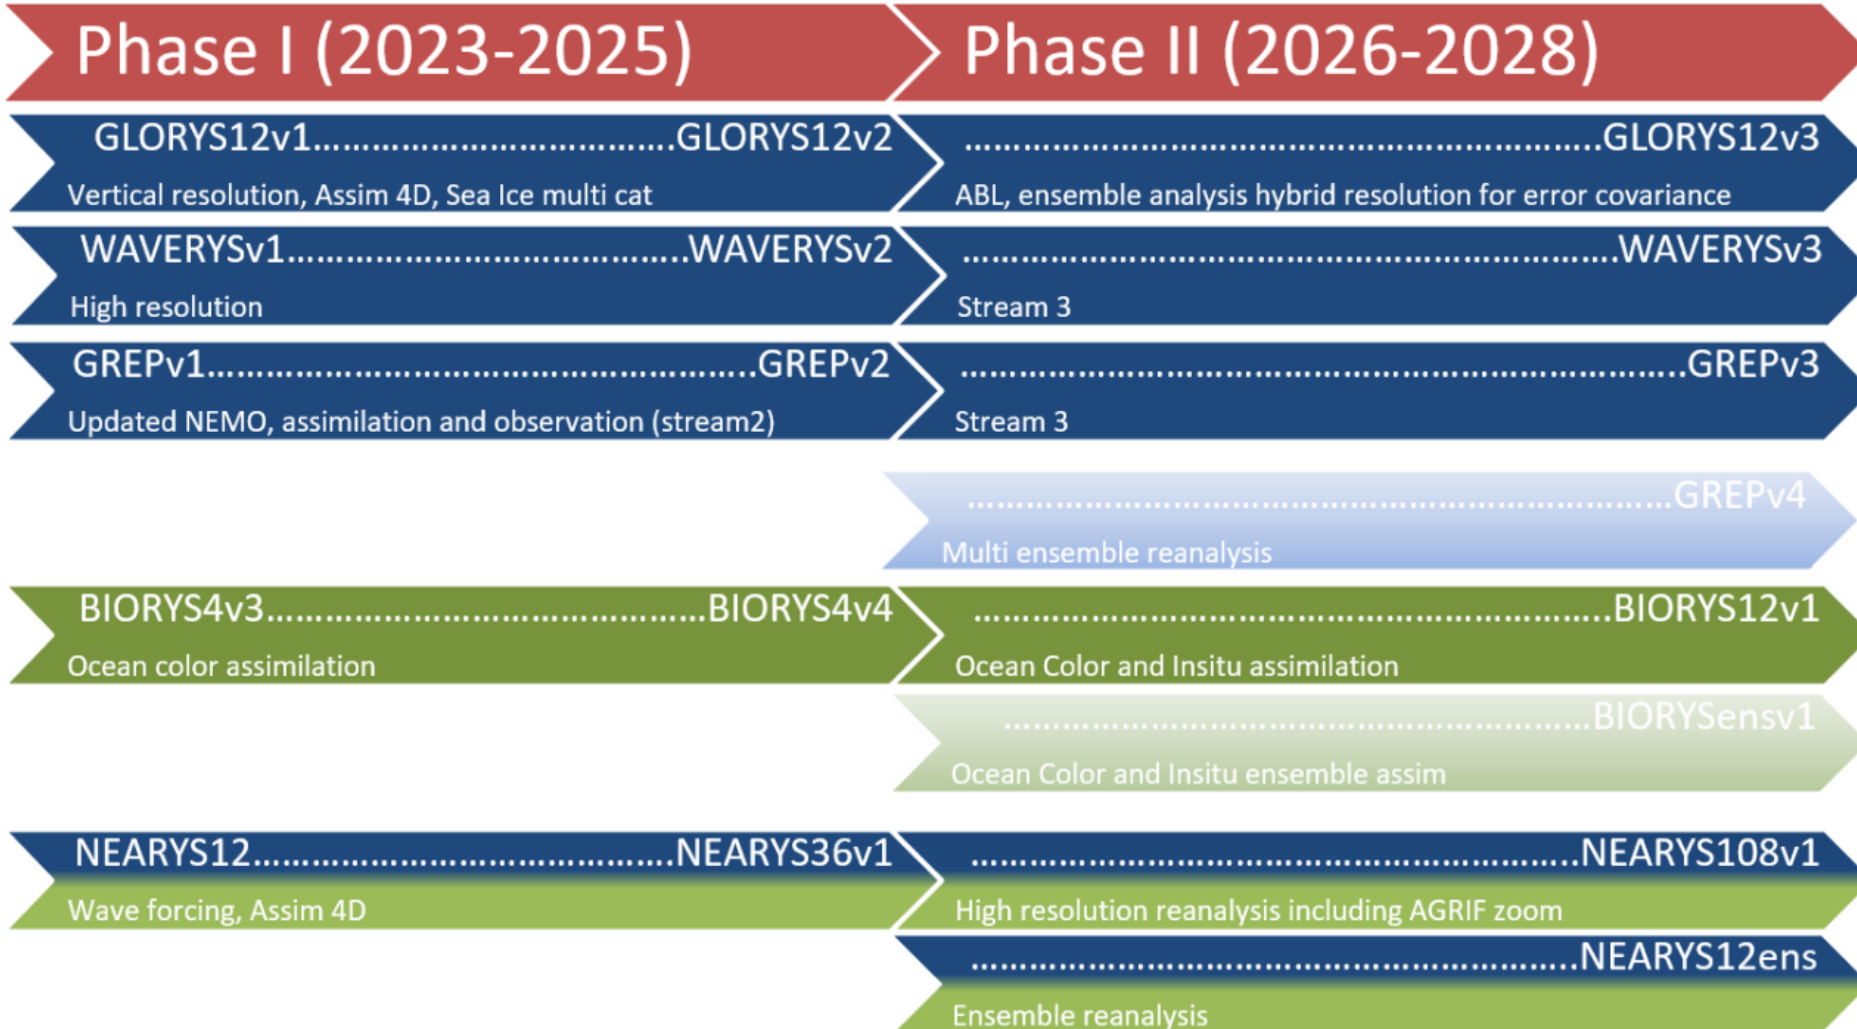 Phase I (2023-2025) Phase II (2026-2028)
GLORYS12v1.......................................GLORYS12v2 ....................................................................GLORYS12v3
Vertical resolution, Assim 4D, Sea Ice multi cat ABL, ensemble analysis hybrid resolution for error covariance
WAVERYSv1...........................................WAVERYSv2 ......................................................................WAVERYSv3
High resolution Stream 3
GREPv1...........................................................GREPv2 .............................................................................GREPv3
Updated NEMO, assimilation and observation (stream2) Stream 3
............................................................................GREPv4
Multi ensemble reanalysis
BIORYS4v3...............................................BIORYS4v4 ....................................................................BIORYS12v1
Ocean color assimilation Ocean Color and Insitu assimilation
...............................................................BIORYSensv1
Ocean Color and Insitu ensemble assim
NEARYS12.............................................NEARYS36v1 .................................................................NEARYS108v1
Wave forcing, Assim 4D High resolution reanalysis including AGRIF zoom
.................................................................NEARYS12ens
Ensemble reanalysis